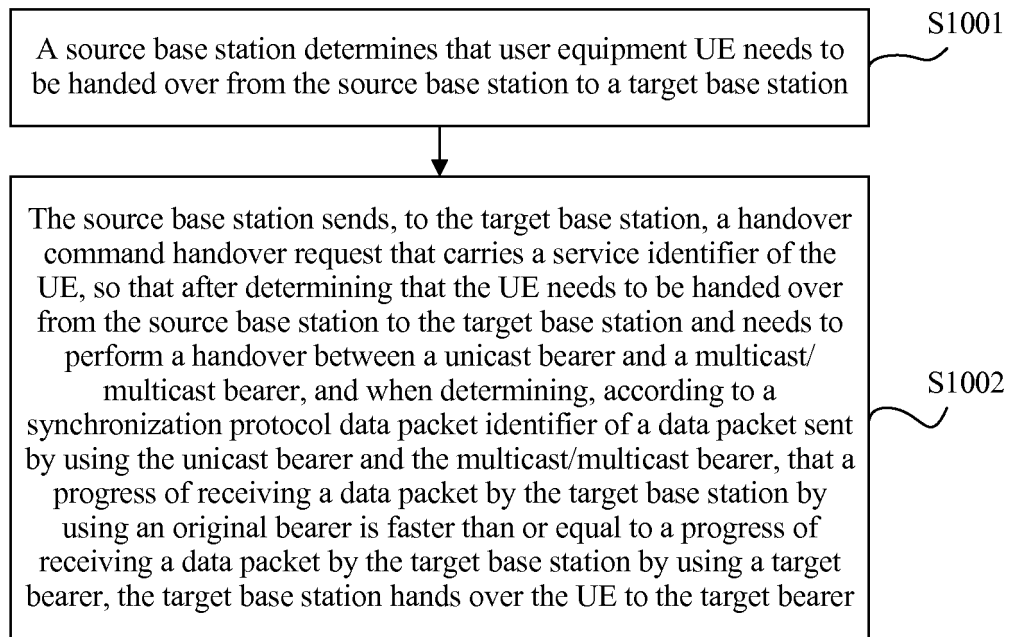 A source base station determines that user equipment UE needs to
be handed over from the source base station to a target base station
S1001
The source base station sends, to the target base station, a handover
command handover request that carries a service identifier of the
UE, so that after determining that the UE needs to be handed over
from the source base station to the target base station and needs to
perform a handover between a unicast bearer and a multicast/
multicast bearer, and when determining, according to a
synchronization protocol data packet identifier of a data packet sent
by using the unicast bearer and the multicast/multicast bearer, that a
progress of receiving a data packet by the target base station by
using an original bearer is faster than or equal to a progress of
receiving a data packet by the target base station by using a target
bearer, the target base station hands over the UE to the target bearer
S1002